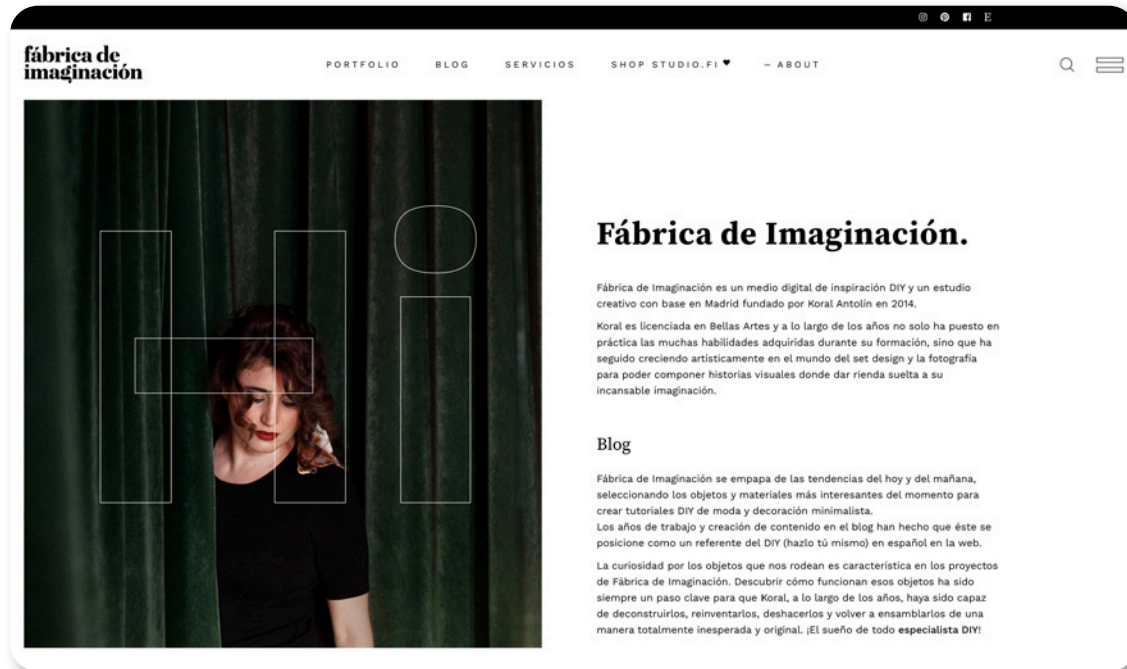 fábrica de
imaginación
PORTFOLIO BLOG SERVICIOS SHOP STUDIO.FI♥ — ABOUT
Hi
Fábrica de Imaginación.
Fábrica de Imaginación es un medio digital de inspiración DIY y un estudio
creativo con base en Madrid fundado por Koral Antolín en 2014.
Koral es licenciada en Bellas Artes y a lo largo de los años no solo ha puesto en
práctica las muchas habilidades adquiridas durante su formación, sino que ha
seguido creciendo artísticamente en el mundo del set design y la fotografía
para poder componer historias visuales donde dar rienda suelta a su
incansable imaginación.
Blog
Fábrica de Imaginación se empapa de las tendencias del hoy y del mañana,
seleccionando los objetos y materiales más interesantes del momento para
crear tutoriales DIY de moda y decoración minimalista.
Los años de trabajo y creación de contenido en el blog han hecho que éste se
posicione como un referente del DIY (hazlo tú mismo) en español en la web.
La curiosidad por los objetos que nos rodean es característica en los proyectos
de Fábrica de Imaginación. Descubrir cómo funcionan esos objetos ha sido
siempre un paso clave para que Koral, a lo largo de los años, haya sido capaz
de deconstruirlos, reinventarlos, deshacerlos y volver a ensamblarlos de una
manera totalmente inesperada y original. ¡El sueño de todo especialista DIY!